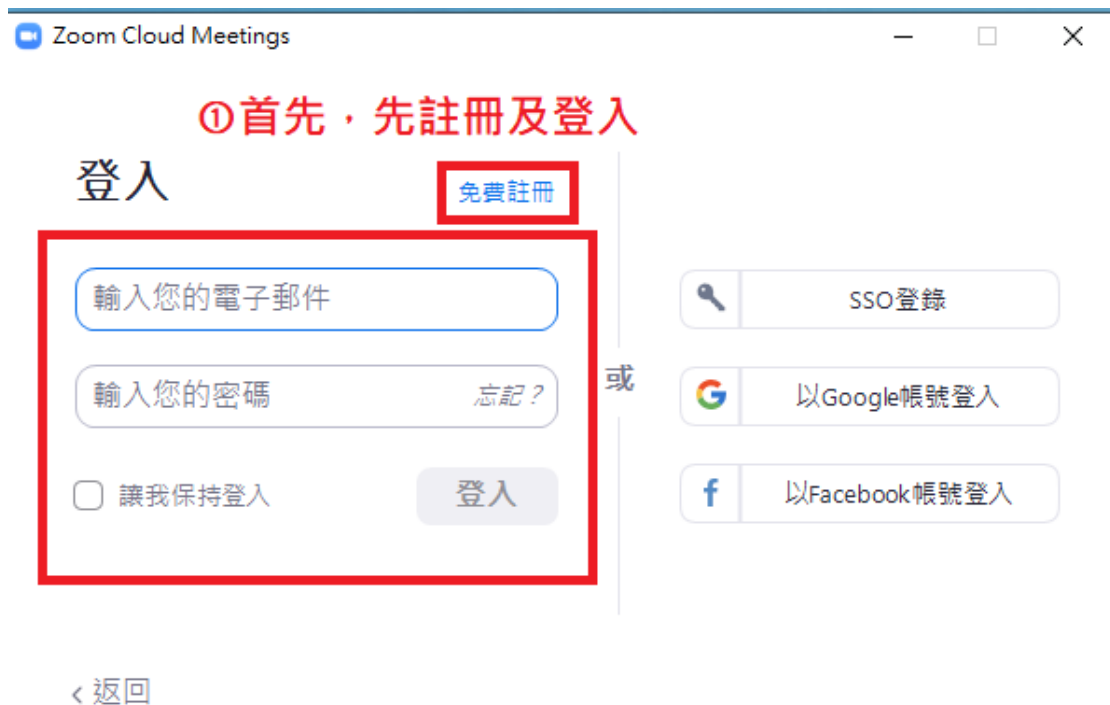 Zoom Cloud Meetings
①首先，先註冊及登入
登入
免費註冊
輸入您的電子郵件
輸入您的密碼
忘記？
讓我保持登入
登入
或
SSO登錄
以Google帳號登入
以Facebook帳號登入
‹ 返回